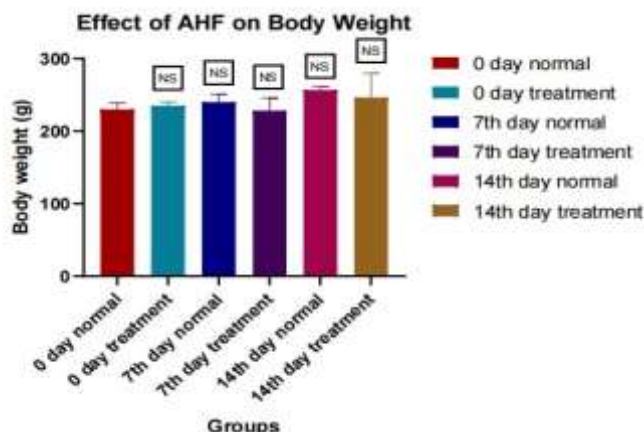 Effect of AHF on Body Weight
Body weight (g)
300
200
100
0
NS
NS
NS
NS
NS
0 day normal
0 day treatment
7th day normal
7th day treatment
14th day normal
14th day treatment
Groups
0 day normal
0 day treatment
7th day normal
7th day treatment
14th day normal
14th day treatment